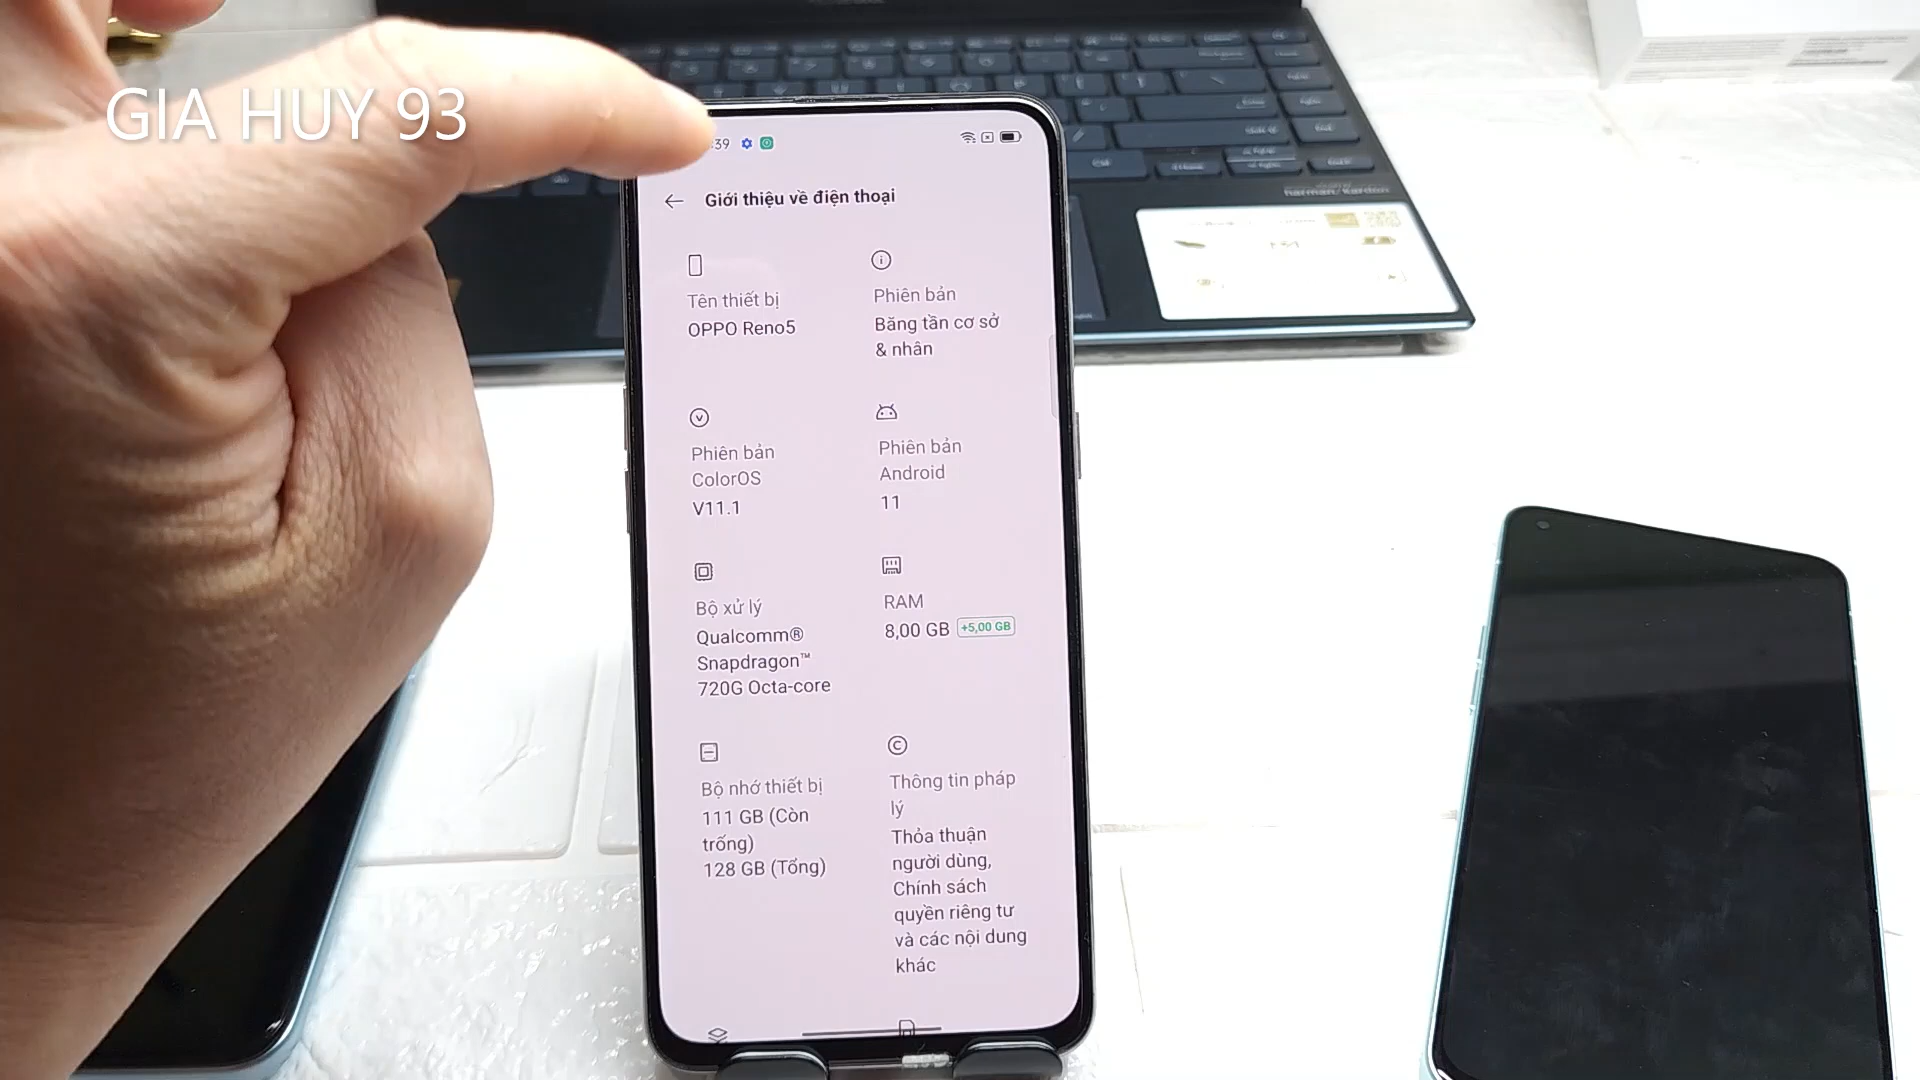 GIA HUY 93
:39
Giới thiệu về điện thoại
Tên thiết bị
OPPO Reno5
Phiên bản
Băng tần cơ sở
& nhân
Phiên bản
ColorOS
V11.1
Phiên bản
Android
11
Bộ xử lý
Qualcomm®
Snapdragon™
720G Octa-core
RAM
8,00 GB +5,00 GB
Bộ nhớ thiết bị
111 GB (Còn
trống)
128 GB (Tổng)
Thông tin pháp
lý
Thỏa thuận
người dùng,
Chính sách
quyền riêng tư
và các nội dung
khác
harman/kardon